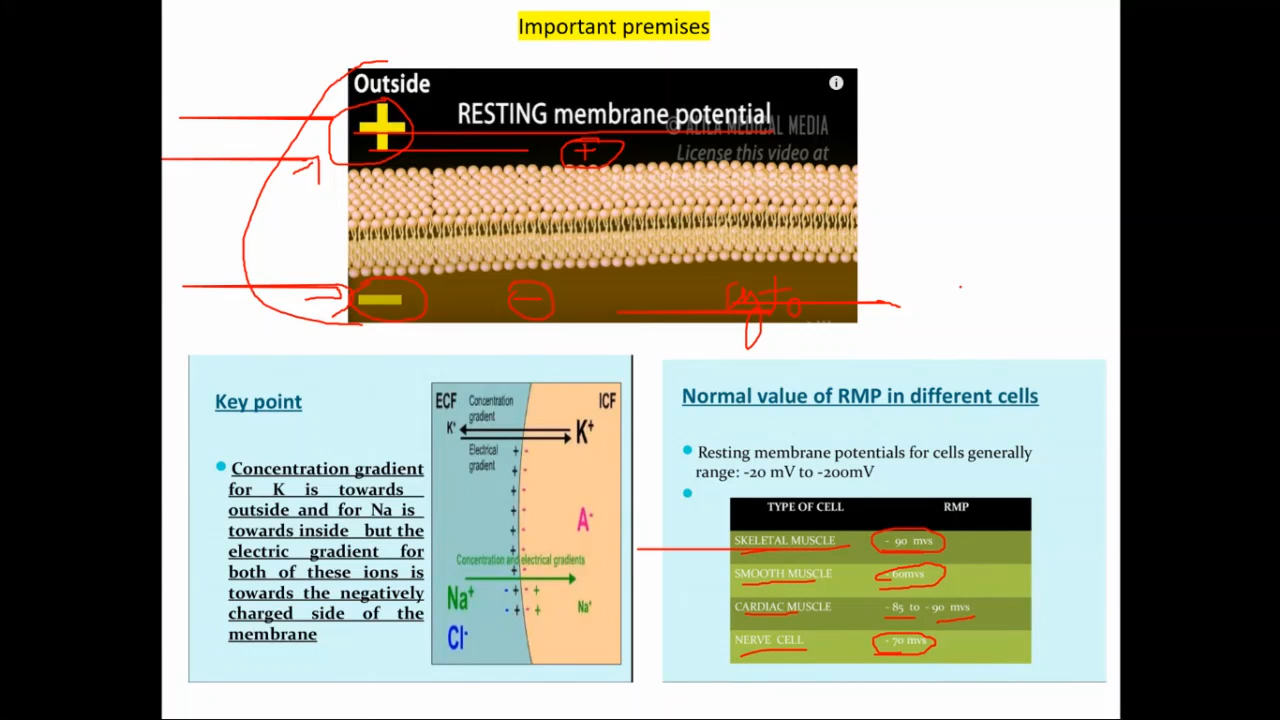 Important premises
Outside
RESTING membrane potential
© ALILA MEDICAL MEDIA
License this video at
+
−
cyto
Key point
Concentration gradient
for K is towards
outside and for Na is
towards inside but the
electric gradient for
both of these ions is
towards the negatively
charged side of the
membrane
ECF
Concentration
gradient
ICF
K+
K+
Electrical
gradient
A-
Concentration and electrical gradients
Na+
Na+
Cl-
Normal value of RMP in different cells
Resting membrane potentials for cells generally
range: -20 mV to -200mV
TYPE OF CELL RMP
SKELETAL MUSCLE - 90 mvs
SMOOTH MUSCLE - 60mvs
CARDIAC MUSCLE - 85 to - 90 mvs
NERVE CELL - 70 mvs